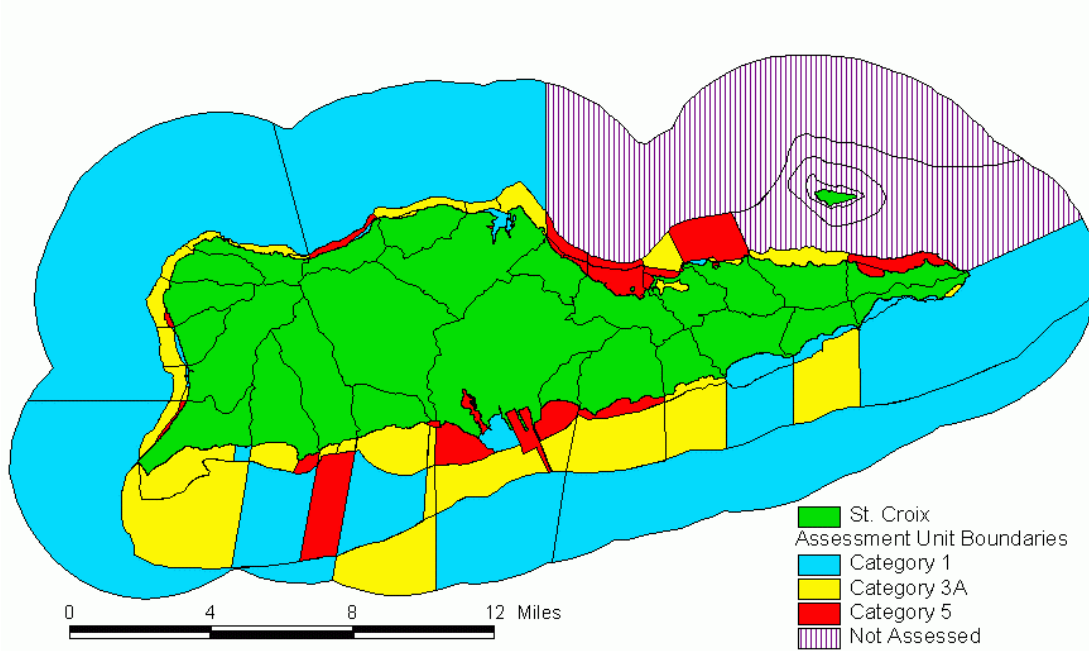 St. Croix
Assessment Unit Boundaries
Category 1
Category 3A
Category 5
Not Assessed
0 4 8 12 Miles